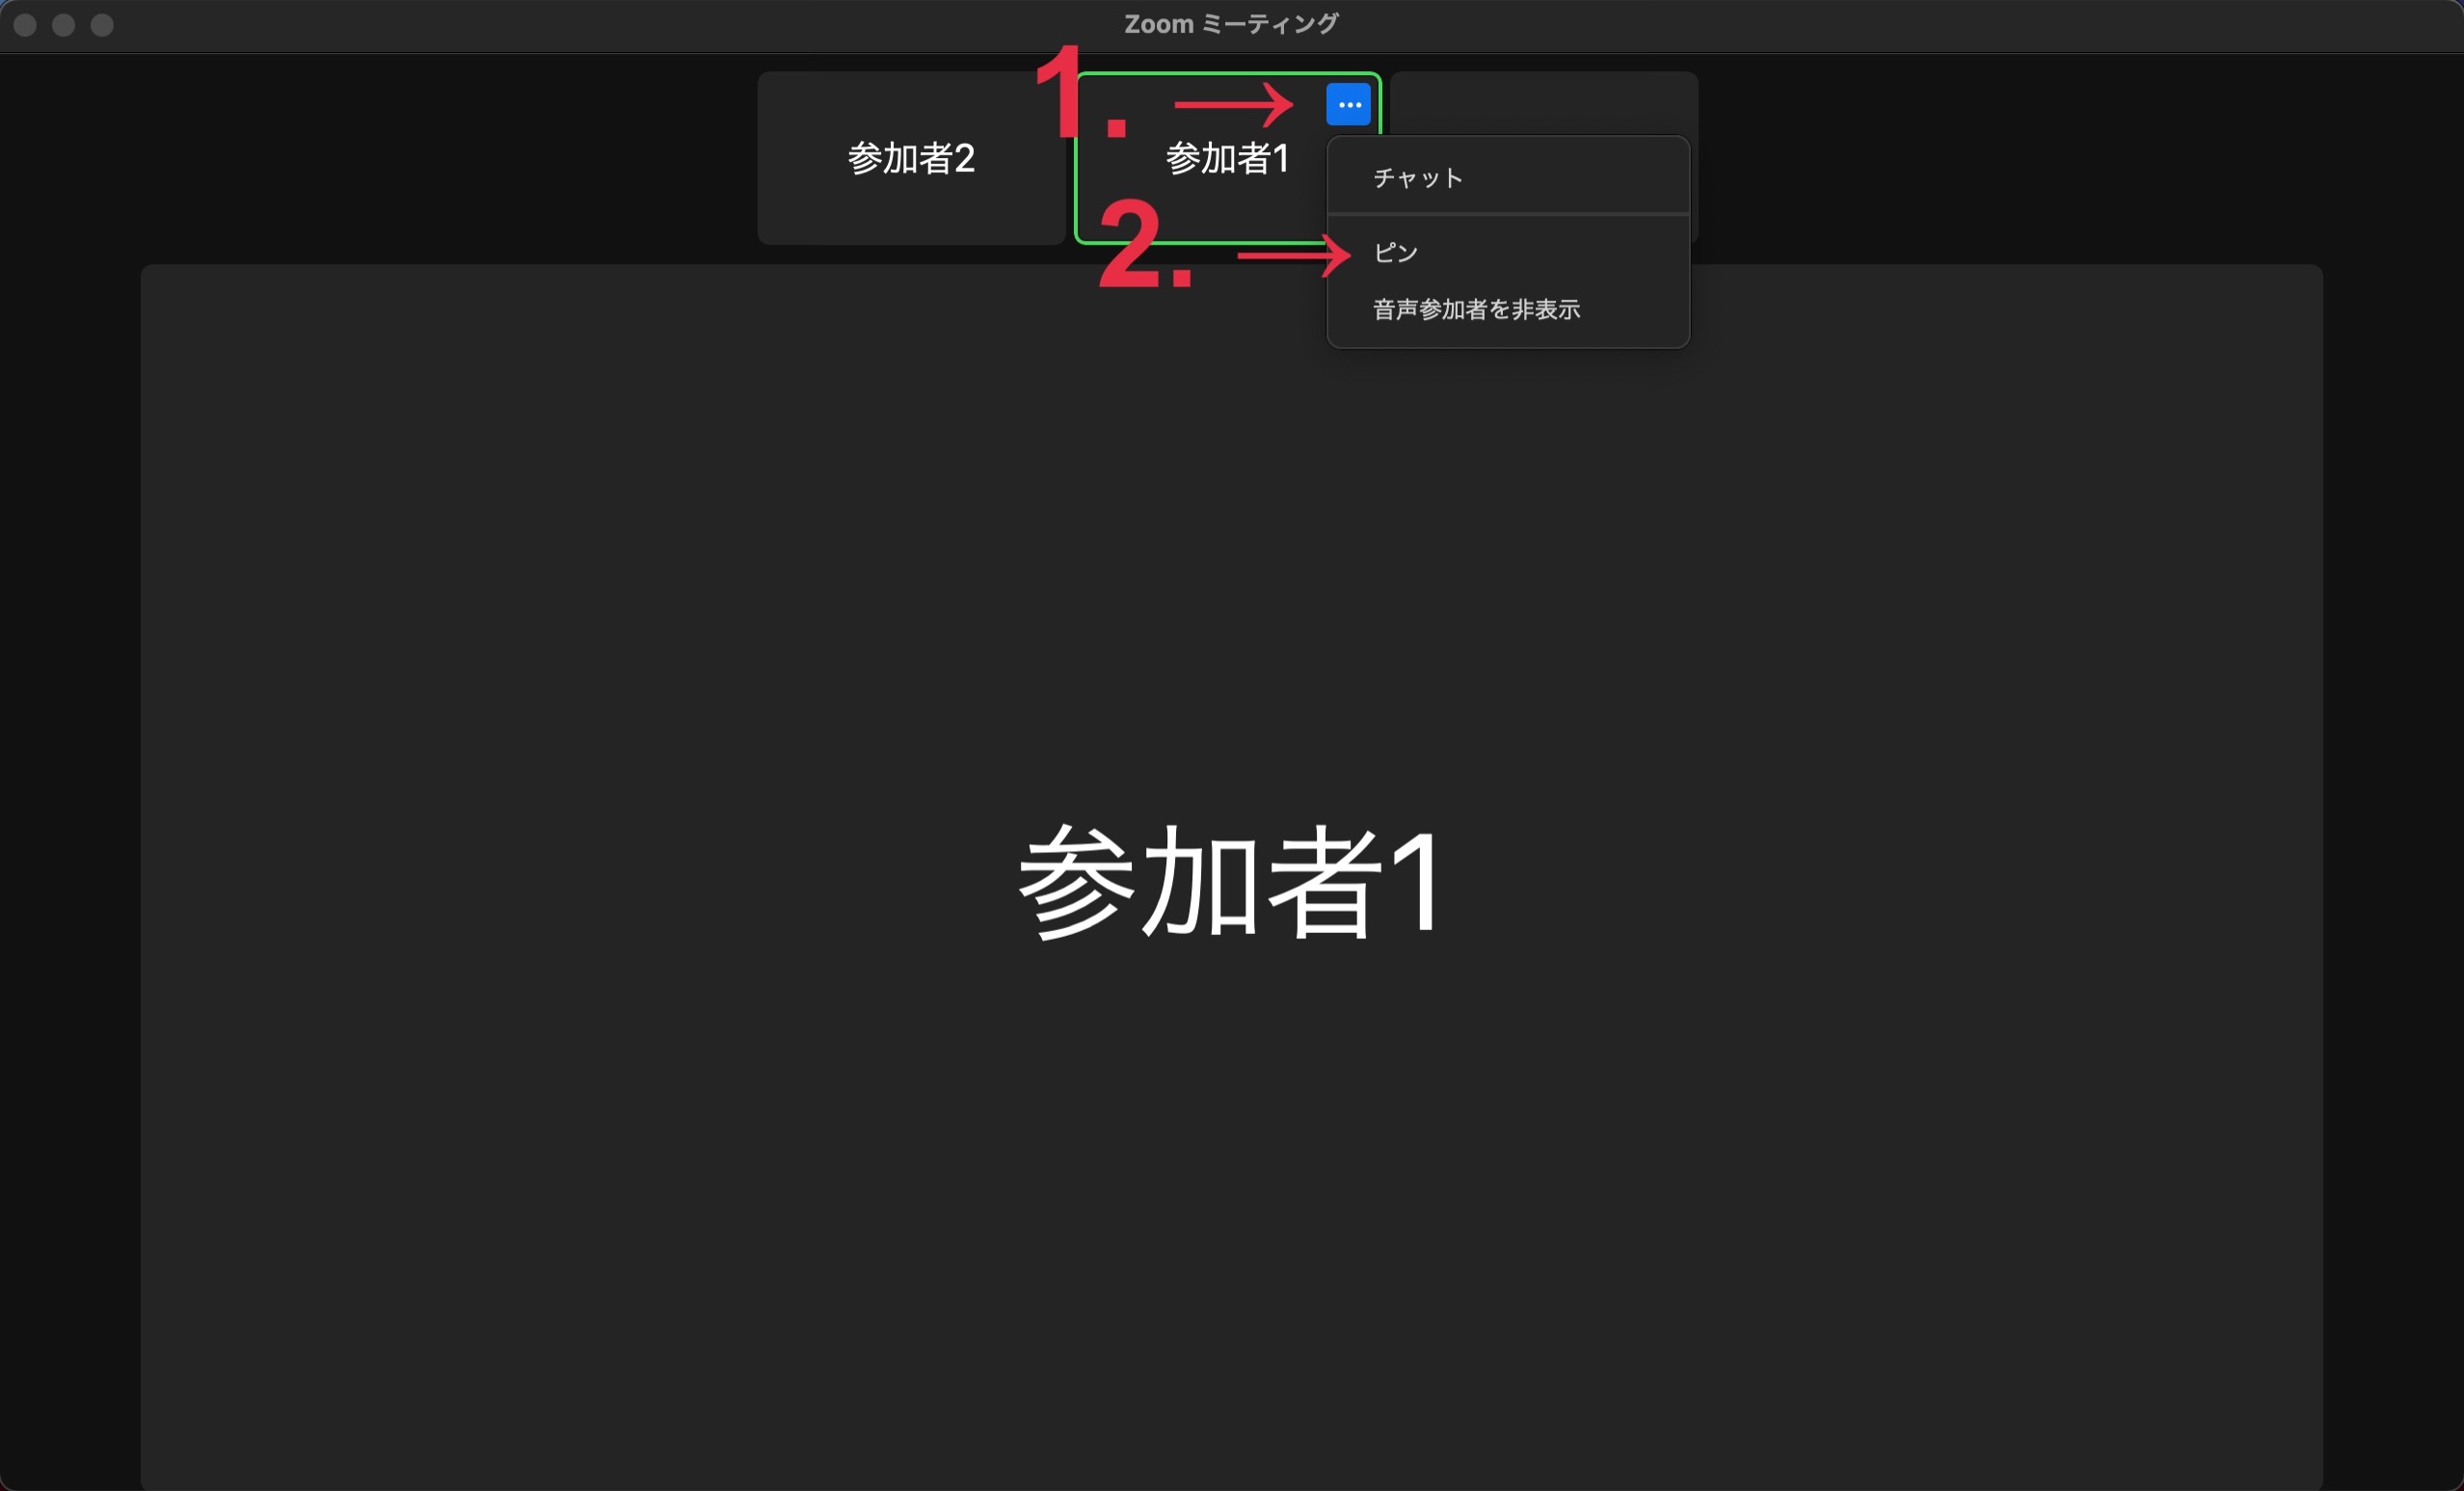 Zoom ミーティング
1. →
参加者2
参加者1
…
チャット
2. →
ピン
音声参加者を非表示
参加者1